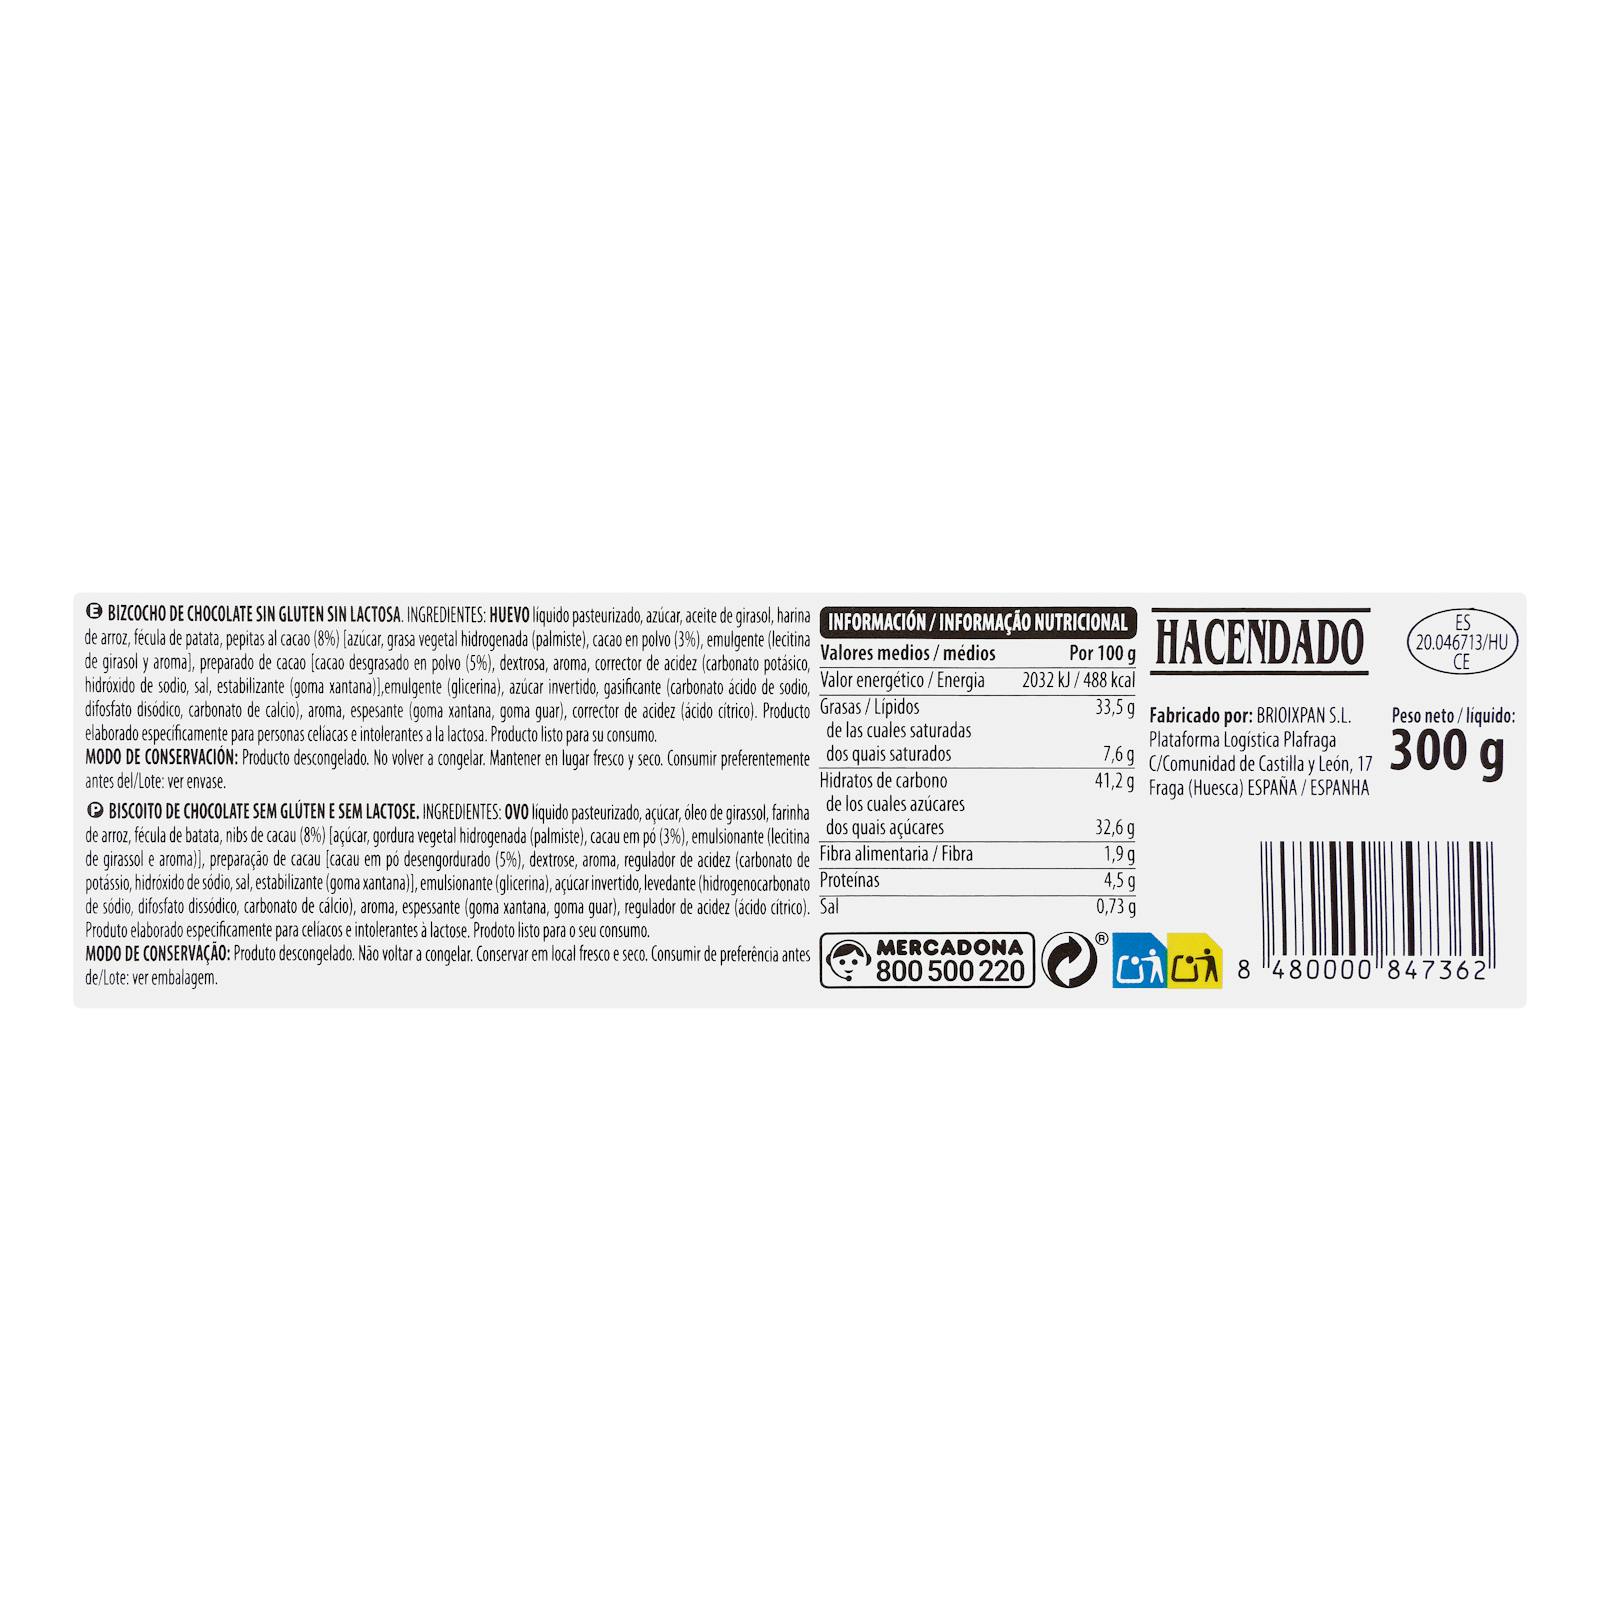 E BIZCOCHO DE CHOCOLATE SIN GLUTEN SIN LACTOSA. INGREDIENTES: HUEVO líquido pasteurizado, azúcar, aceite de girasol, harina
de arroz, fécula de patata, pepitas al cacao (8%) [azúcar, grasa vegetal hidrogenada (palmiste), cacao en polvo (3%), emulgente (lecitina
de girasol y aroma], preparado de cacao [cacao desgrasado en polvo (5%), dextrosa, aroma, corrector de acidez (carbonato potásico,
hidróxido de sodio, sal, estabilizante (goma xantana)],emulgente (glicerina), azúcar invertido, gasificante (carbonato ácido de sodio,
difosfato disódico, carbonato de calcio), aroma, espesante (goma xantana, goma guar), corrector de acidez (ácido cítrico). Producto
elaborado específicamente para personas celíacas e intolerantes a la lactosa. Producto listo para su consumo.
MODO DE CONSERVACIÓN: Producto descongelado. No volver a congelar. Mantener en lugar fresco y seco. Consumir preferentemente
antes del/Lote: ver envase.
P BISCOITO DE CHOCOLATE SEM GLÚTEN E SEM LACTOSE. INGREDIENTES: OVO líquido pasteurizado, açúcar, óleo de girassol, farinha
de arroz, fécula de batata, nibs de cacau (8%) [açúcar, gordura vegetal hidrogenada (palmiste), cacau em pó (3%), emulsionante (lecitina
de girassol e aroma)], preparação de cacau [cacau em pó desengordurado (5%), dextrose, aroma, regulador de acidez (carbonato de
potássio, hidróxido de sódio, sal, estabilizante (goma xantana)], emulsionante (glicerina), açúcar invertido, levedante (hidrogenocarbonato
de sódio, difosfato dissódico, carbonato de cálcio), aroma, espessante (goma xantana, goma guar), regulador de acidez (ácido cítrico).
Produto elaborado especificamente para celíacos e intolerantes à lactose. Prodoto listo para o seu consumo.
MODO DE CONSERVAÇÃO: Produto descongelado. Não voltar a congelar. Conservar em local fresco e seco. Consumir de preferência antes
de/Lote: ver embalagem.
INFORMACIÓN / INFORMAÇÃO NUTRICIONAL
Valores medios / médios Por 100 g
Valor energético / Energia 2032 kJ / 488 kcal
Grasas / Lípidos 33,5 g
de las cuales saturadas
dos quais saturados 7,6 g
Hidratos de carbono 41,2 g
de los cuales azúcares
dos quais açúcares 32,6 g
Fibra alimentaria / Fibra 1,9 g
Proteínas 4,5 g
Sal 0,73 g
MERCADONA
800 500 220
®
HACENDADO
ES
20.046713/HU
CE
Fabricado por: BRIOIXPAN S.L.
Plataforma Logística Plafraga
C/Comunidad de Castilla y León, 17
Fraga (Huesca) ESPAÑA / ESPANHA
Peso neto / líquido:
300 g
8 480000 847362